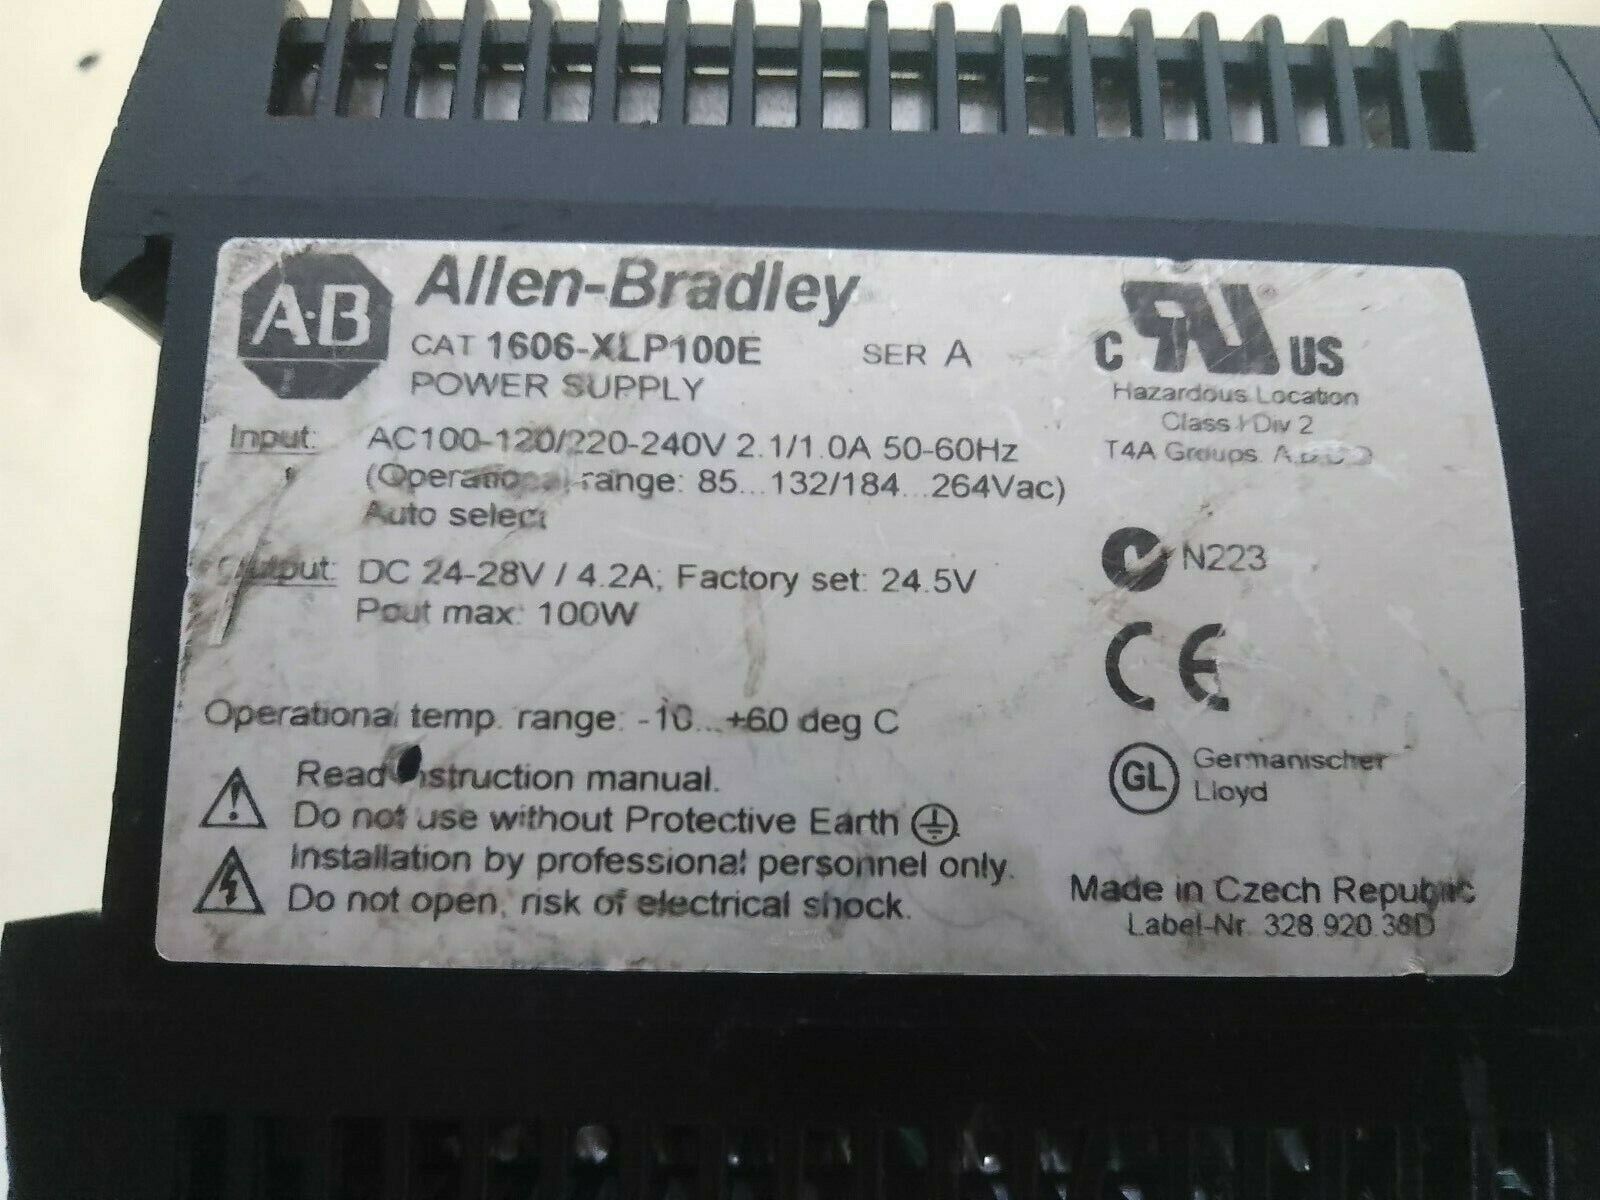 A-B Allen-Bradley
CAT 1606-XLP100E SER A
POWER SUPPLY
Input: AC100-120/220-240V 2.1/1.0A 50-60Hz
(Operational range: 85...132/184...264Vac)
Auto select
Output: DC 24-28V / 4.2A; Factory set: 24.5V
Pout max: 100W
Operational temp. range: -10...+60 deg C
Read instruction manual.
Do not use without Protective Earth
Installation by professional personnel only.
Do not open, risk of electrical shock.
C RU ® US
Hazardous Location
Class I Div 2
T4A Groups A,B,C,D
N223
CE
GL Germanischer
Lloyd
Made in Czech Republic
Label-Nr. 328.920.38D